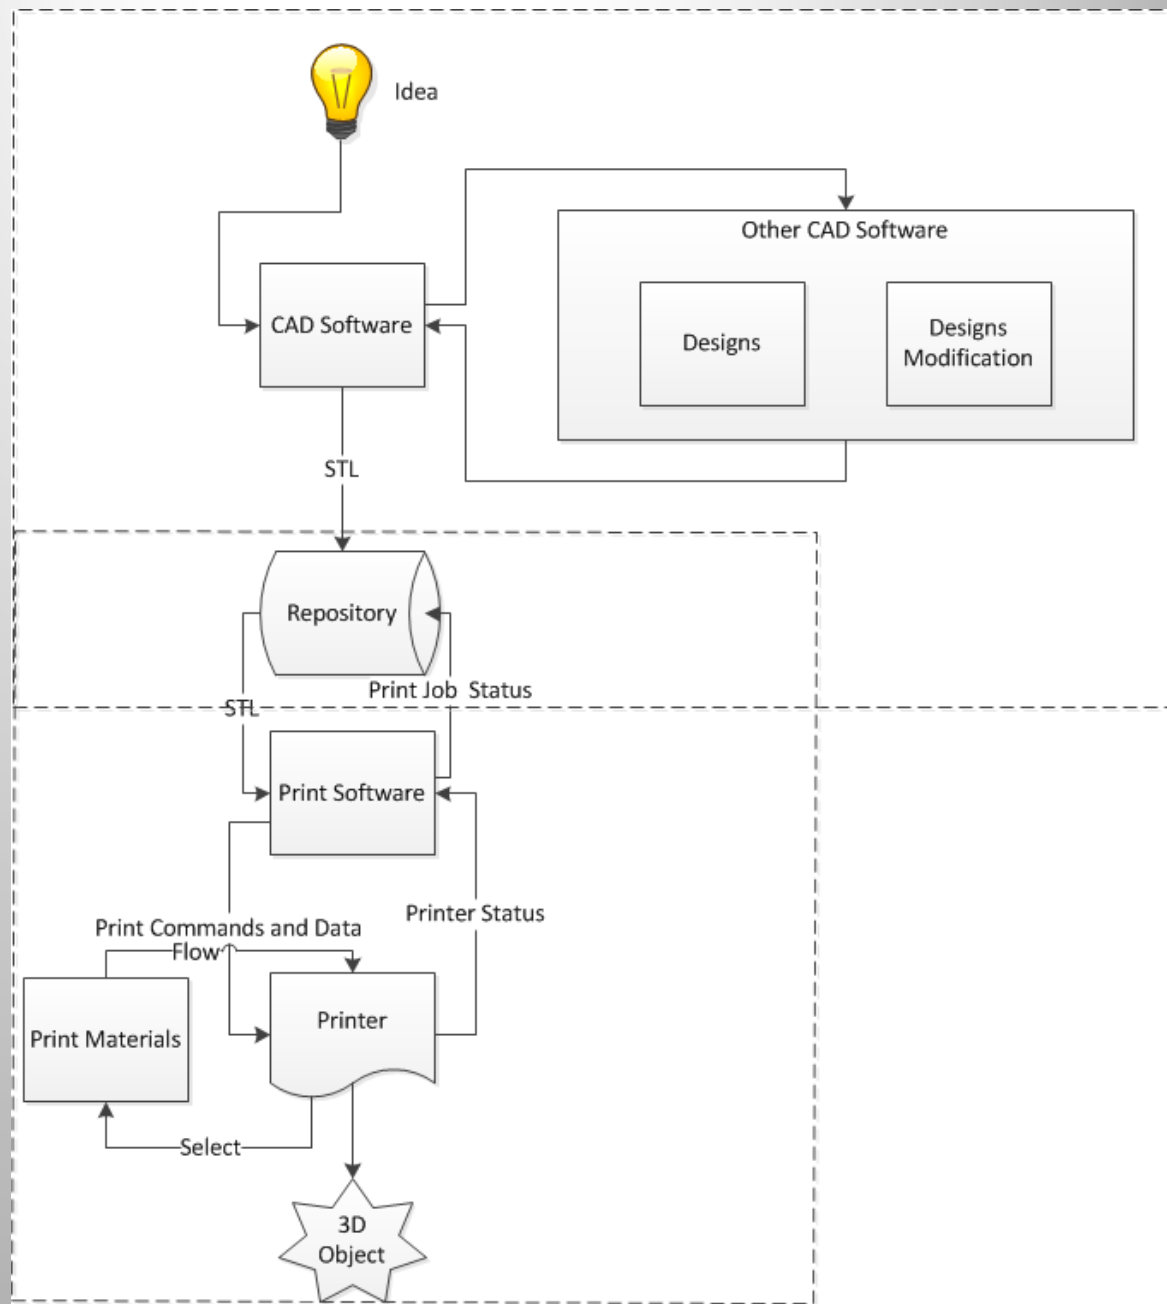 Idea
Other CAD Software
CAD Software
Designs
Designs
Modification
STL
Repository
Print Job  Status
STL
Print Software
Printer Status
Print Commands and Data
Flow
Printer
Print Materials
Select
3D
Object